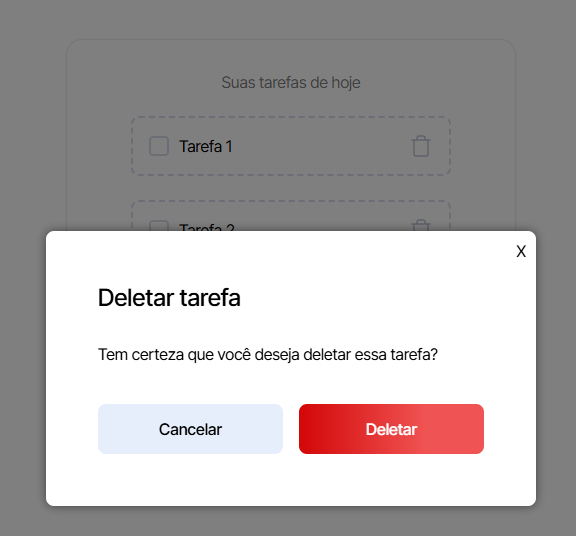 Suas tarefas de hoje
Tarefa 1
Tarefa 2
X
Deletar tarefa
Tem certeza que você deseja deletar essa tarefa?
Cancelar
Deletar